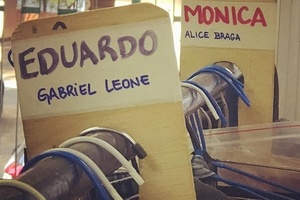 EDUARDO
GABRIEL LEONE
MONICA
ALICE BRAGA